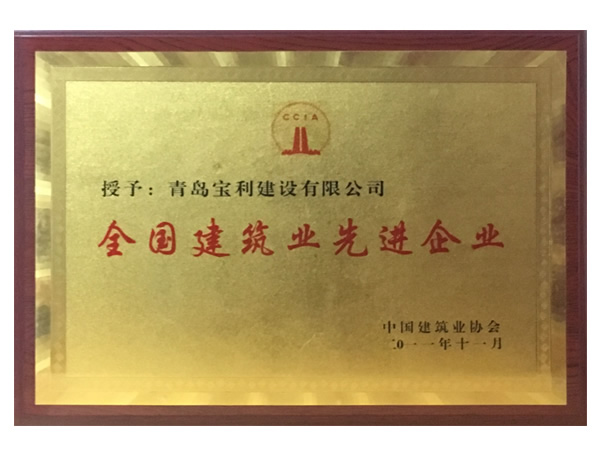 CCIA
授予：青岛宝利建设有限公司
全国建筑业先进企业
中国建筑业协会
二0一一年十一月